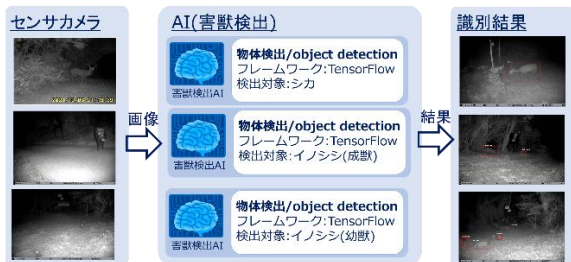 センサカメラ
AI(害獣検出)
識別結果
物体検出/object detection
フレームワーク:TensorFlow
検出対象:シカ
害獣検出AI
画像
結果
物体検出/object detection
フレームワーク:TensorFlow
検出対象:イノシシ(成獣)
害獣検出AI
物体検出/object detection
フレームワーク:TensorFlow
検出対象:イノシシ(幼獣)
害獣検出AI